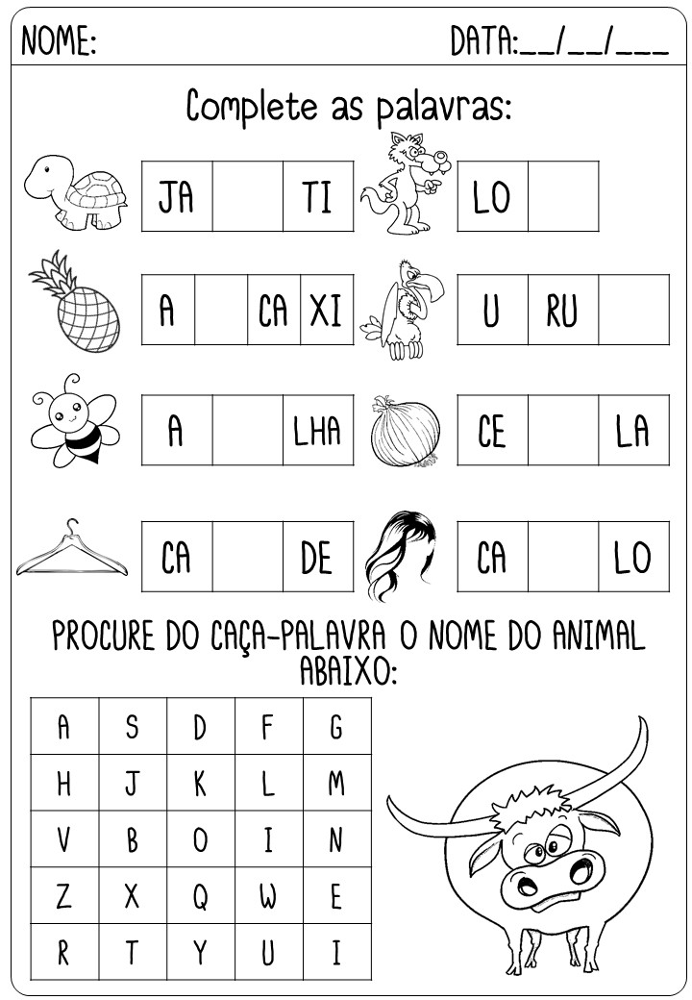 NOME: DATA:__/__/___
Complete as palavras:
JA TI LO
A CA XI U RU
A LHA CE LA
CA DE CA LO
PROCURE DO CAÇA-PALAVRA O NOME DO ANIMAL
ABAIXO:
A S D F G
H J K L M
V B O I N
Z X Q W E
R T Y U I